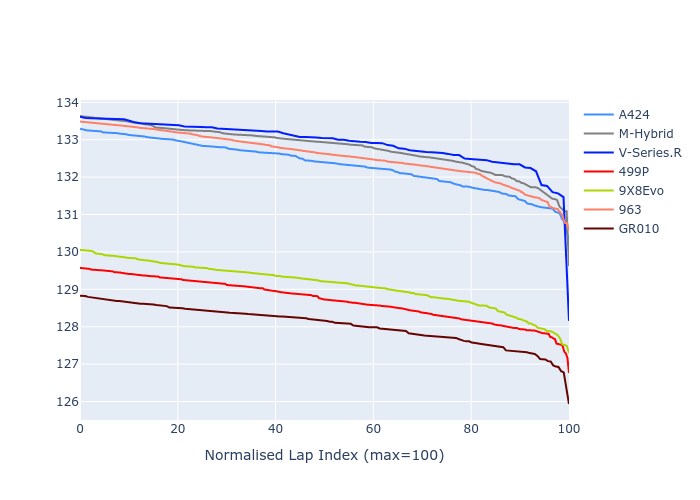 134
133
132
131
130
129
128
127
126
0 20 40 60 80 100
Normalised Lap Index (max=100)
A424
M-Hybrid
V-Series.R
499P
9X8Evo
963
GR010